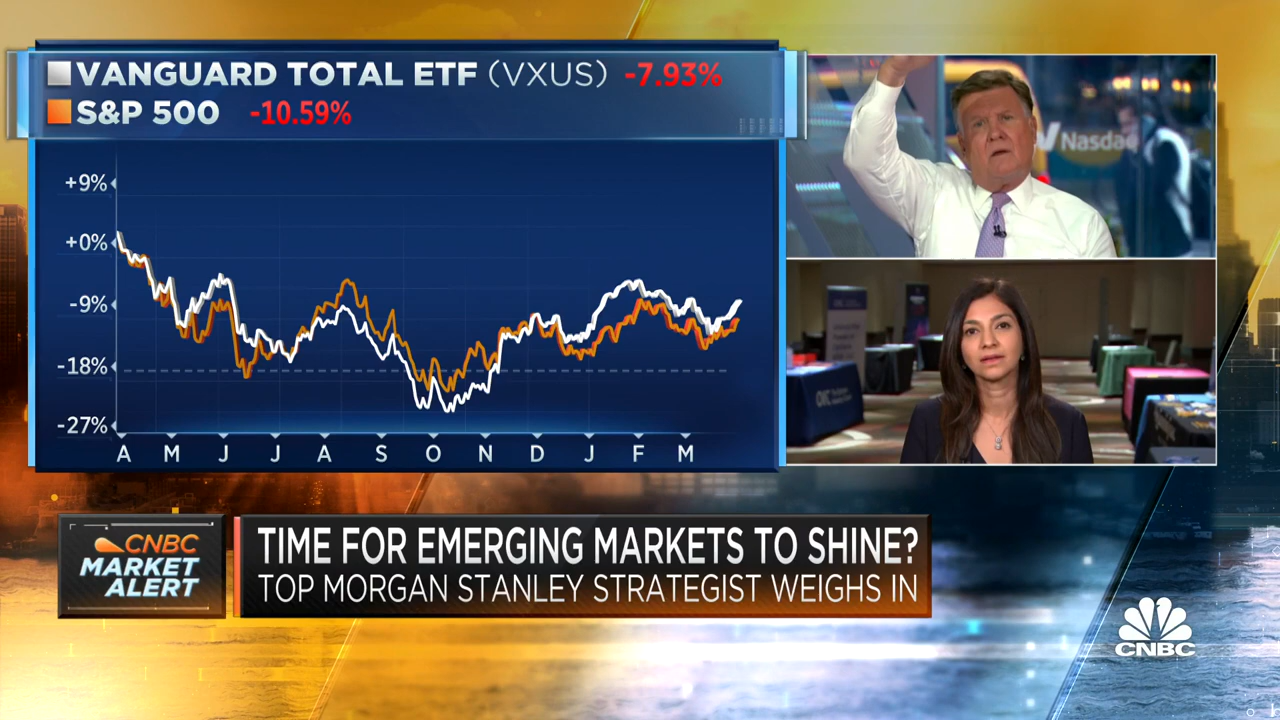 VANGUARD TOTAL ETF (VXUS) -7.93%
S&P 500 -10.59%
+9%
+0%
-9%
-18%
-27%
A M J J A S O N D J F M
Nasdaq
CNBC
MARKET
ALERT
TIME FOR EMERGING MARKETS TO SHINE?
TOP MORGAN STANLEY STRATEGIST WEIGHS IN
CNBC